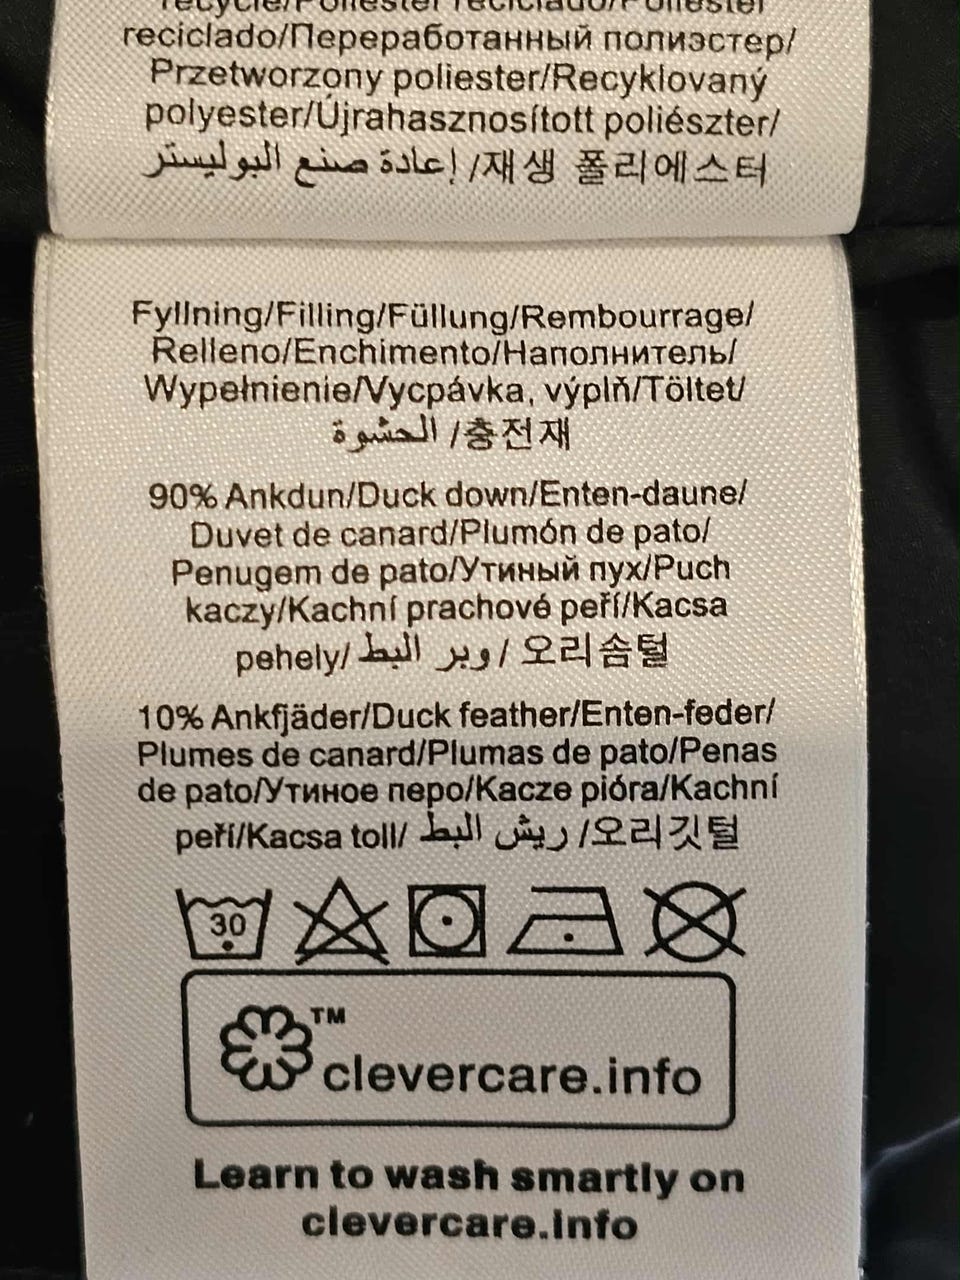 recycle/Poliester reciclado/Poliéster
reciclado/Переработанный полиэстер/
Przetworzony poliester/Recyklovaný
polyester/Újrahasznosított poliészter/
إعادة صنع البوليستر /재생 폴리에스터
Fyllning/Filling/Füllung/Rembourrage/
Relleno/Enchimento/Наполнитель/
Wypełnienie/Vycpávka, výplň/Töltet/
الحشوة /충전재
90% Ankdun/Duck down/Enten-daune/
Duvet de canard/Plumón de pato/
Penugem de pato/Утиный пух/Puch
kaczy/Kachní prachové peří/Kacsa
pehely/ وبر البط / 오리솜털
10% Ankfjäder/Duck feather/Enten-feder/
Plumes de canard/Plumas de pato/Penas
de pato/Утиное перо/Kacze pióra/Kachní
peří/Kacsa toll/ ريش البط /오리깃털
30
TM
clevercare.info
Learn to wash smartly on
clevercare.info